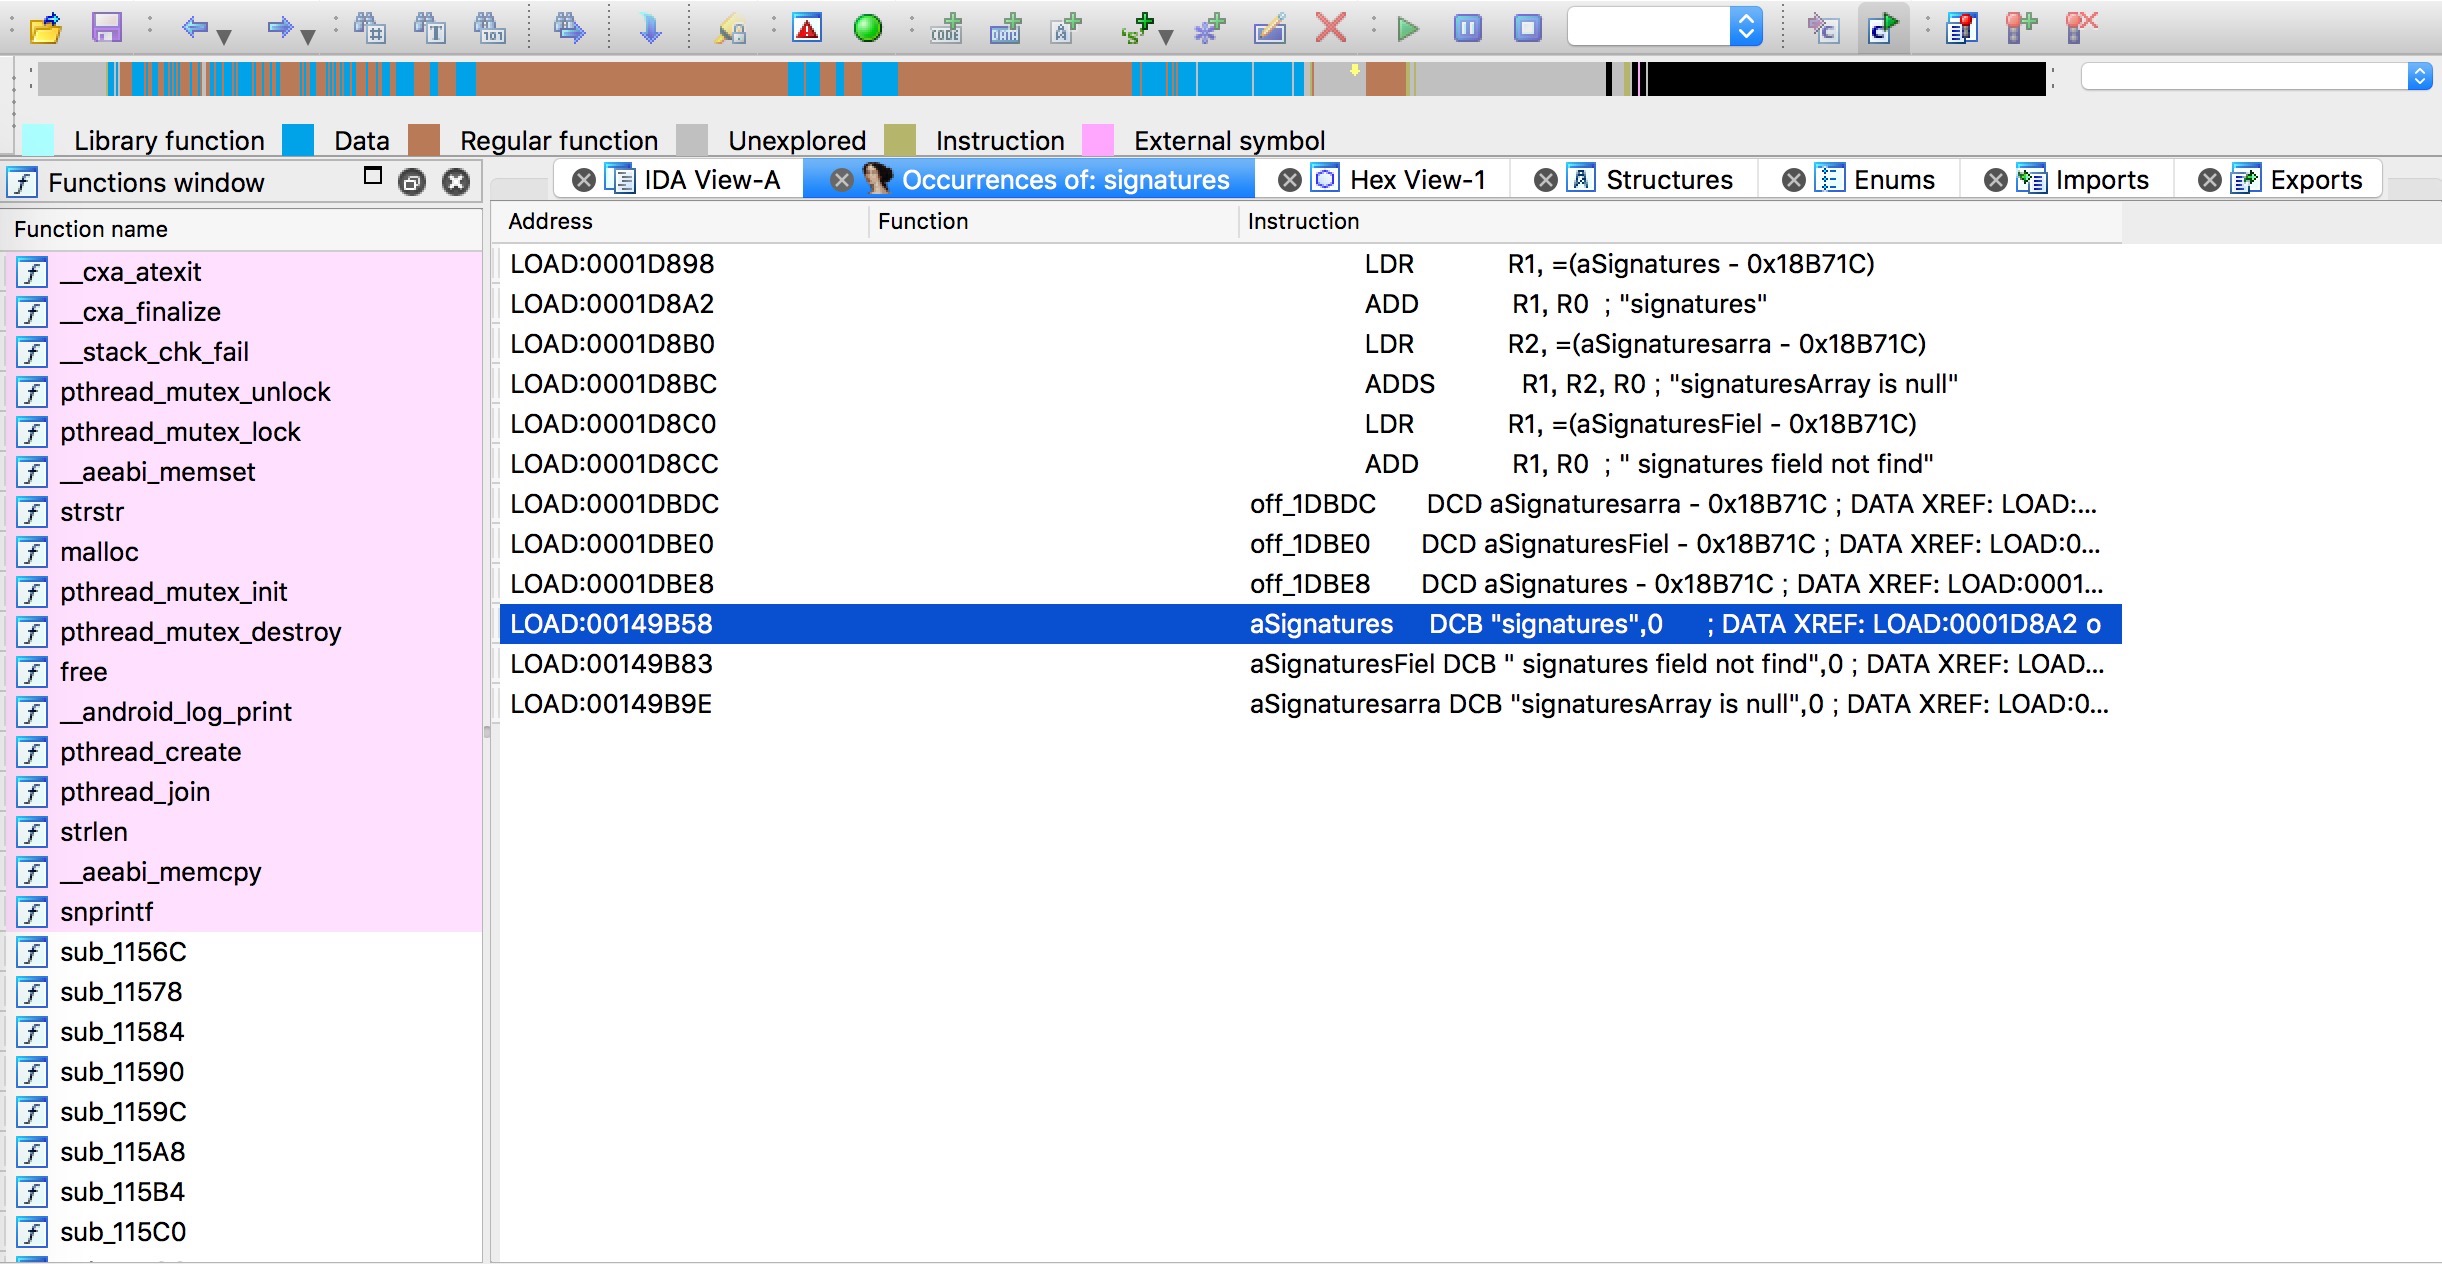 Library function Data Regular function Unexplored Instruction External symbol
Functions window
IDA View-A Occurrences of: signatures Hex View-1 Structures Enums Imports Exports
Function name
__cxa_atexit
__cxa_finalize
__stack_chk_fail
pthread_mutex_unlock
pthread_mutex_lock
__aeabi_memset
strstr
malloc
pthread_mutex_init
pthread_mutex_destroy
free
__android_log_print
pthread_create
pthread_join
strlen
__aeabi_memcpy
snprintf
sub_1156C
sub_11578
sub_11584
sub_11590
sub_1159C
sub_115A8
sub_115B4
sub_115C0
Address Function Instruction
LOAD:0001D898 LDR R1, =(aSignatures - 0x18B71C)
LOAD:0001D8A2 ADD R1, R0 ; "signatures"
LOAD:0001D8B0 LDR R2, =(aSignaturesarra - 0x18B71C)
LOAD:0001D8BC ADDS R1, R2, R0 ; "signaturesArray is null"
LOAD:0001D8C0 LDR R1, =(aSignaturesFiel - 0x18B71C)
LOAD:0001D8CC ADD R1, R0 ; " signatures field not find"
LOAD:0001DBDC off_1DBDC DCD aSignaturesarra - 0x18B71C ; DATA XREF: LOAD:...
LOAD:0001DBE0 off_1DBE0 DCD aSignaturesFiel - 0x18B71C ; DATA XREF: LOAD:0...
LOAD:0001DBE8 off_1DBE8 DCD aSignatures - 0x18B71C ; DATA XREF: LOAD:0001...
LOAD:00149B58 aSignatures DCB "signatures",0 ; DATA XREF: LOAD:0001D8A2 o
LOAD:00149B83 aSignaturesFiel DCB " signatures field not find",0 ; DATA XREF: LOAD...
LOAD:00149B9E aSignaturesarra DCB "signaturesArray is null",0 ; DATA XREF: LOAD:0...